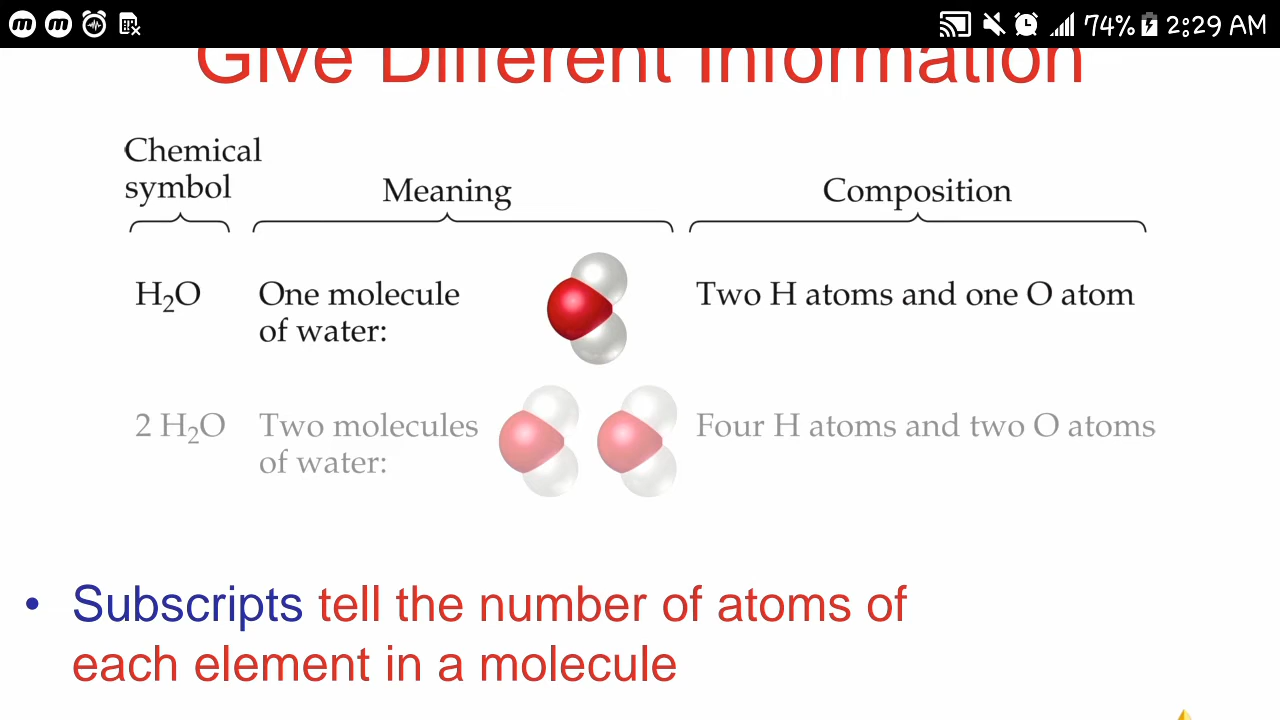 74% 2:29 AM
Give Different Information
Chemical
symbol
Meaning
Composition
H₂O One molecule
of water:
Two H atoms and one O atom
2 H₂O Two molecules
of water:
Four H atoms and two O atoms
• Subscripts tell the number of atoms of
each element in a molecule